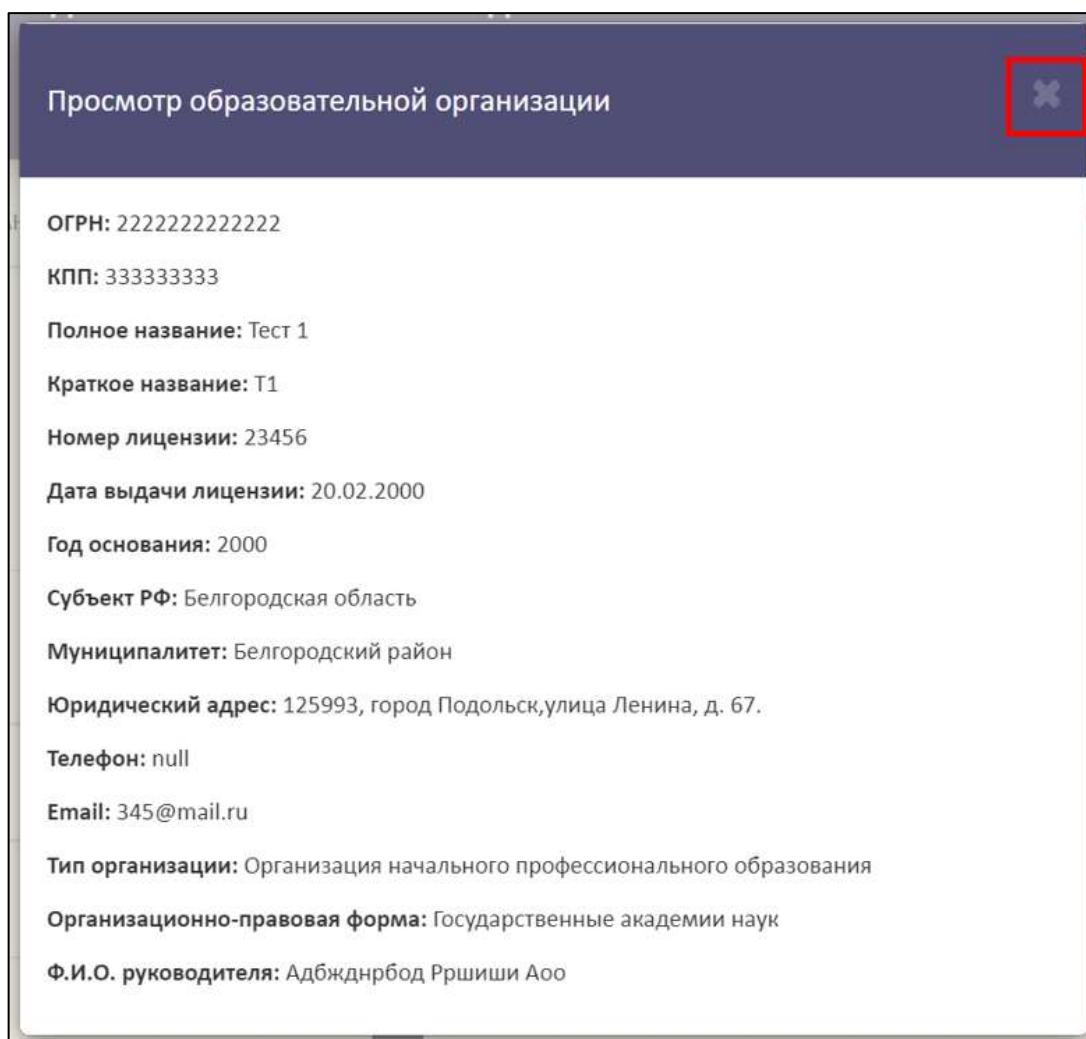 Просмотр образовательной организации
ОГРН: 2222222222222
КПП: 333333333
Полное название: Тест 1
Краткое название: Т1
Номер лицензии: 23456
Дата выдачи лицензии: 20.02.2000
Год основания: 2000
Субъект РФ: Белгородская область
Муниципалитет: Белгородский район
Юридический адрес: 125993, город Подольск,улица Ленина, д. 67.
Телефон: null
Email: 345@mail.ru
Тип организации: Организация начального профессионального образования
Организационно-правовая форма: Государственные академии наук
Ф.И.О. руководителя: Адбжднрбод Рршиши Аоо